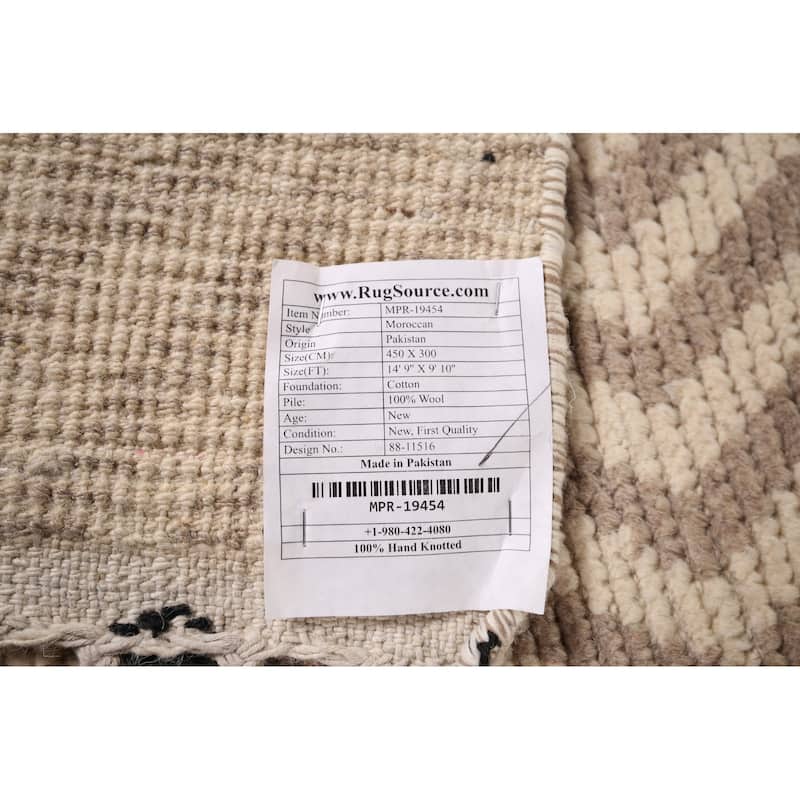 www.RugSource.com
Item Number: MPR-19454
Style Moroccan
Origin Pakistan
Size(CM): 450 X 300
Size(FT): 14' 9" X 9' 10"
Foundation: Cotton
Pile: 100% Wool
Age: New
Condition: New, First Quality
Design No.: 88-11516
Made in Pakistan
MPR-19454
+1-980-422-4080
100% Hand Knotted